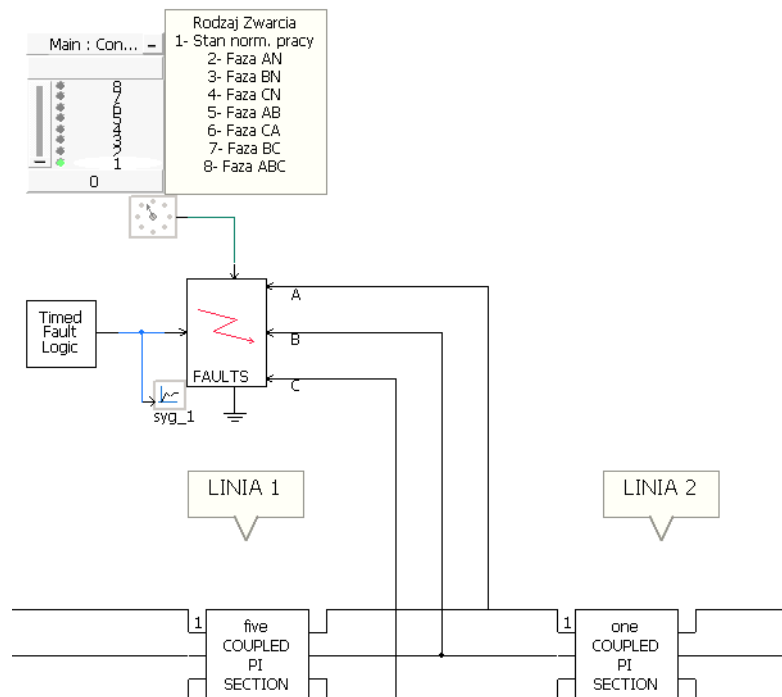 Main : Con...
8
7
6
5
4
3
2
1
0
Rodzaj Zwarcia
1- Stan norm. pracy
2- Faza AN
3- Faza BN
4- Faza CN
5- Faza AB
6- Faza CA
7- Faza BC
8- Faza ABC
Timed
Fault
Logic
FAULTS
A
B
C
syg_1
LINIA 1
LINIA 2
1
five
COUPLED
PI
SECTION
1
one
COUPLED
PI
SECTION